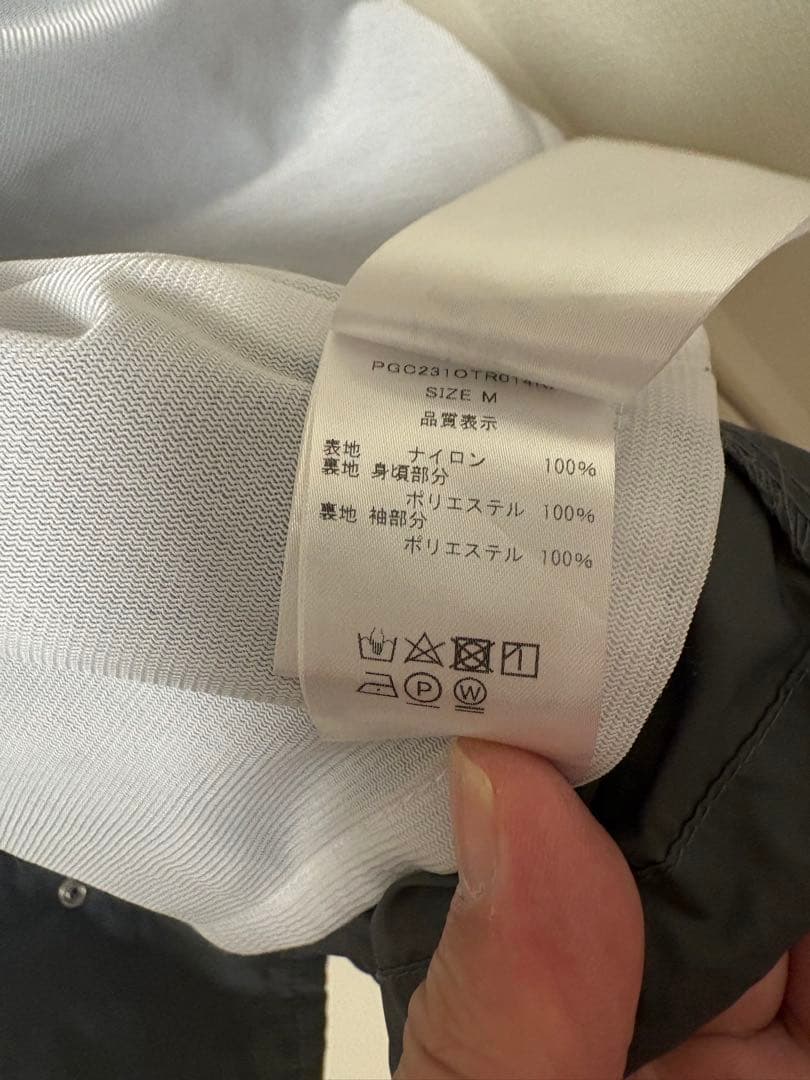 SIZE M
品質表示
表地 ナイロン 100%
裏地 身頃部分
ポリエステル 100%
裏地 袖部分
ポリエステル 100%
P
W